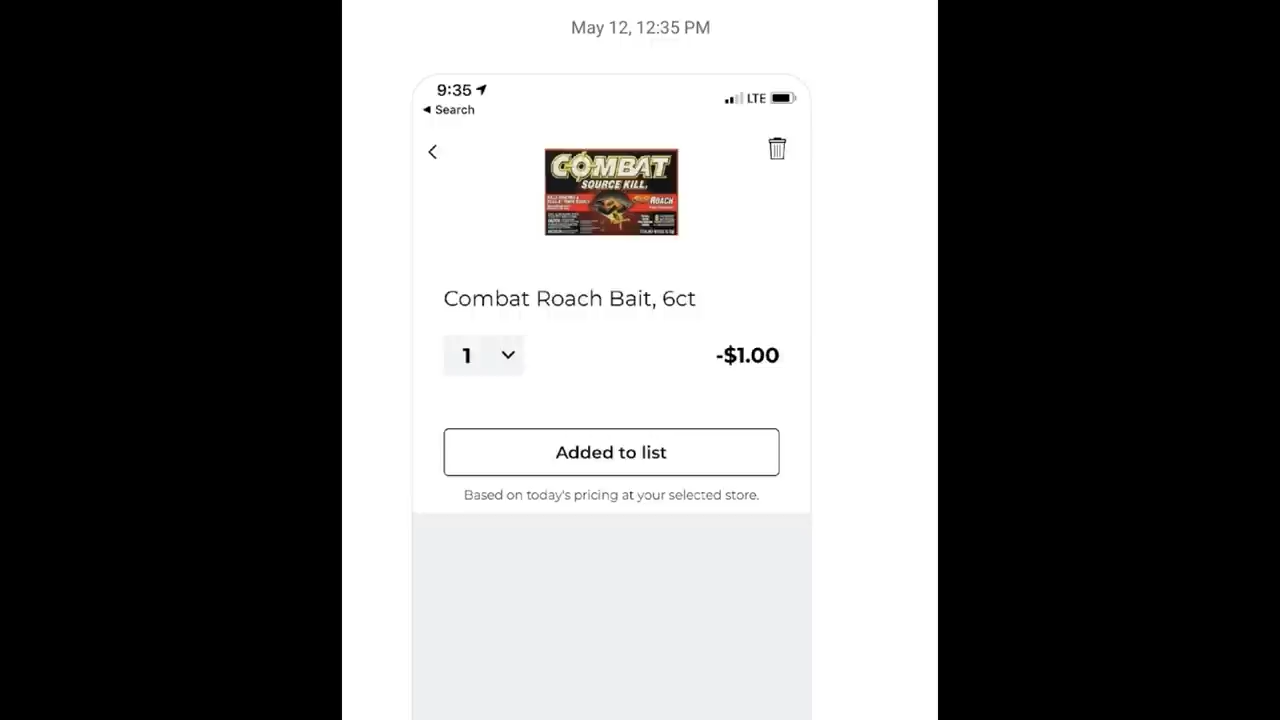 May 12, 12:35 PM
9:35
LTE
Search
COMBAT
SOURCE KILL
ROACH
Combat Roach Bait, 6ct
1
-$1.00
Added to list
Based on today's pricing at your selected store.